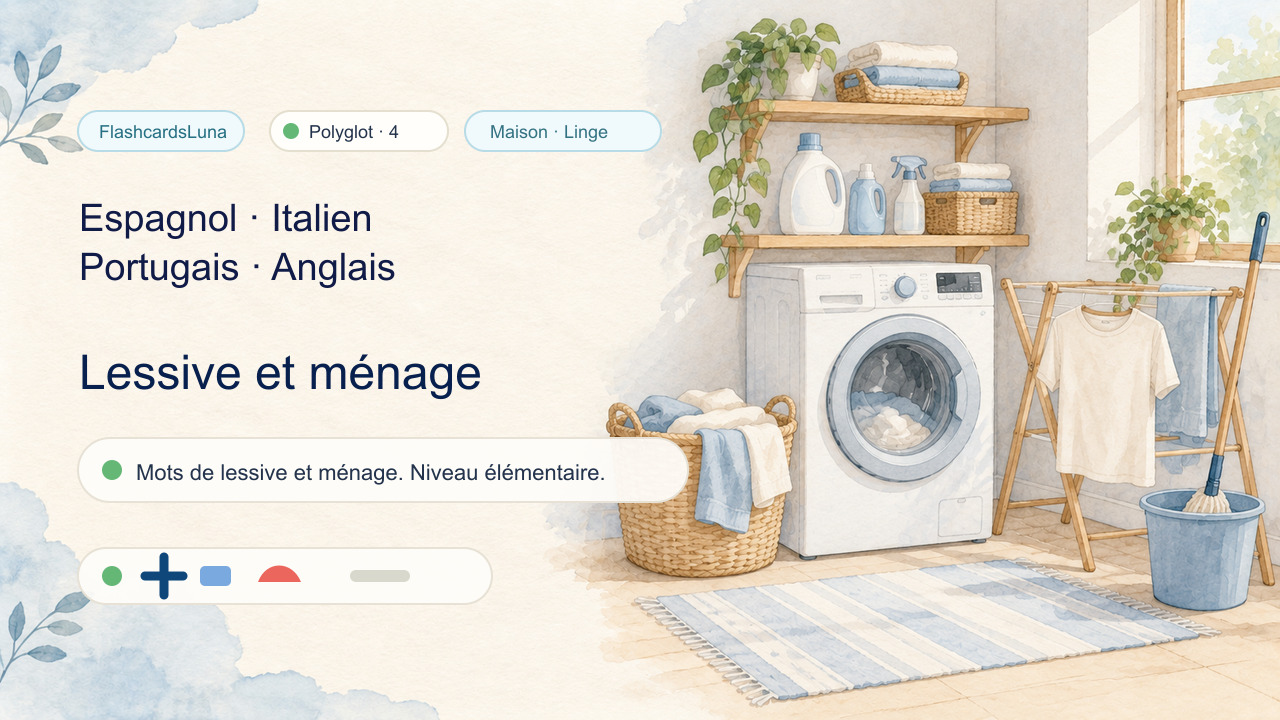 FlashcardsLuna
Polyglot · 4
Maison · Linge
Espagnol · Italien
Portugais · Anglais
Lessive et ménage
Mots de lessive et ménage. Niveau élémentaire.